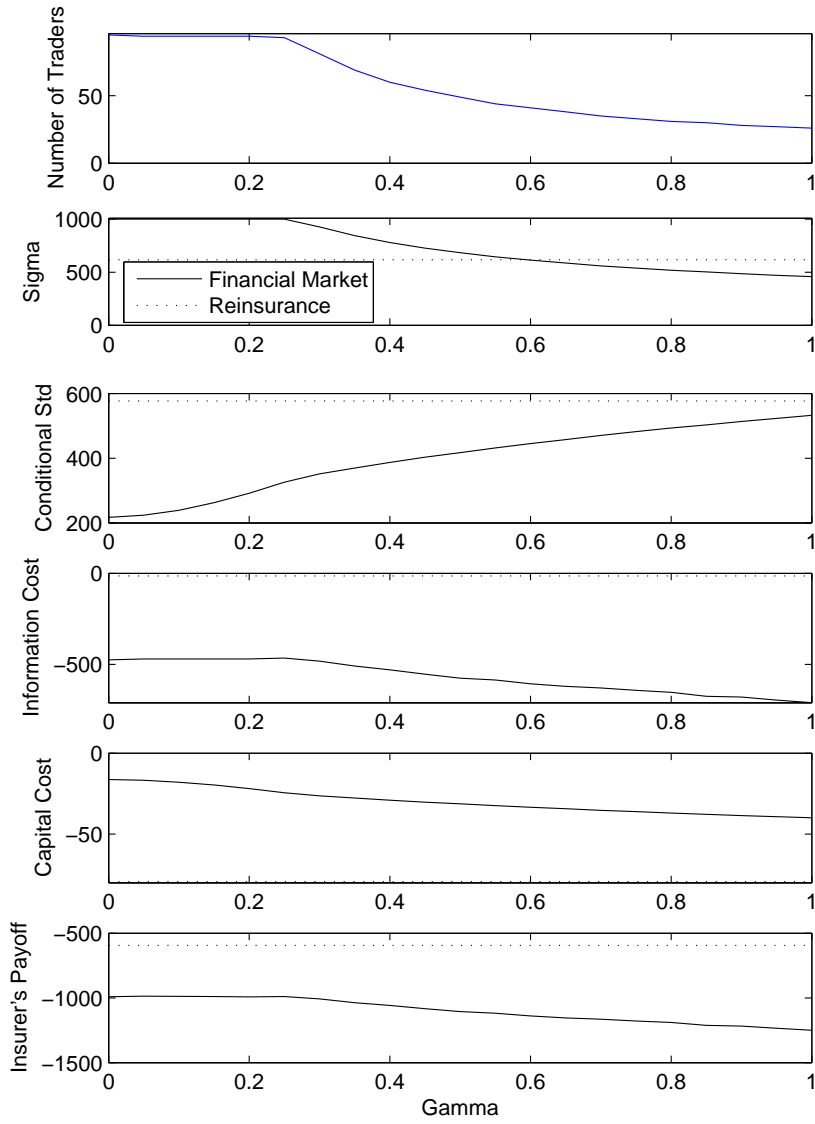 Number of Traders
50
0
0 0.2 0.4 0.6 0.8 1
Sigma
1000
500
0
Financial Market
Reinsurance
0 0.2 0.4 0.6 0.8 1
Conditional Std
600
400
200
0 0.2 0.4 0.6 0.8 1
Information Cost
0
−500
0 0.2 0.4 0.6 0.8 1
Capital Cost
0
−50
0 0.2 0.4 0.6 0.8 1
Insurer's Payoff
−500
−1000
−1500
0 0.2 0.4 0.6 0.8 1
Gamma